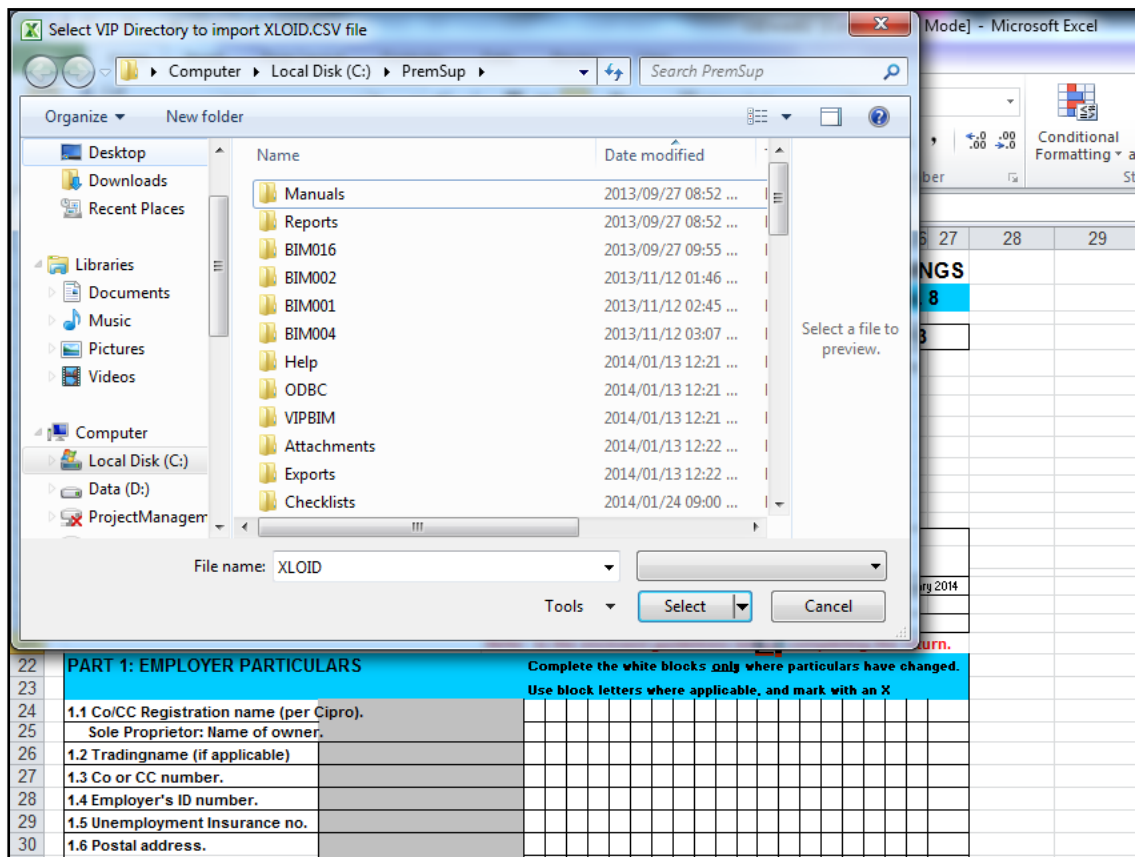 Select VIP Directory to import XLOID.CSV file
Mode] - Microsoft Excel
Computer Local Disk (C:) PremSup
Search PremSup
Organize New folder
Conditional
Formatting
Desktop
Downloads
Recent Places
Libraries
Documents
Music
Pictures
Videos
Computer
Local Disk (C:)
Data (D:)
ProjectManagem
Name Date modified
Manuals 2013/09/27 08:52 ...
Reports 2013/09/27 08:52 ...
BIM016 2013/09/27 09:55 ...
BIM002 2013/11/12 01:46 ...
BIM001 2013/11/12 02:45 ...
BIM004 2013/11/12 03:07 ...
Help 2014/01/13 12:21 ...
ODBC 2014/01/13 12:21 ...
VIPBIM 2014/01/13 12:21 ...
Attachments 2014/01/13 12:22 ...
Exports 2014/01/13 12:22 ...
Checklists 2014/01/24 09:00 ...
Select a file to
preview.
27 28 29
NGS
8
File name: XLOID
Tools Select Cancel
2014
urn.
22 PART 1: EMPLOYER PARTICULARS Complete the white blocks only where particulars have changed.
23 Use block letters where applicable, and mark with an X
24 1.1 Co/CC Registration name (per Cipro).
25 Sole Proprietor: Name of owner.
26 1.2 Tradingname (if applicable)
27 1.3 Co or CC number.
28 1.4 Employer's ID number.
29 1.5 Unemployment Insurance no.
30 1.6 Postal address.